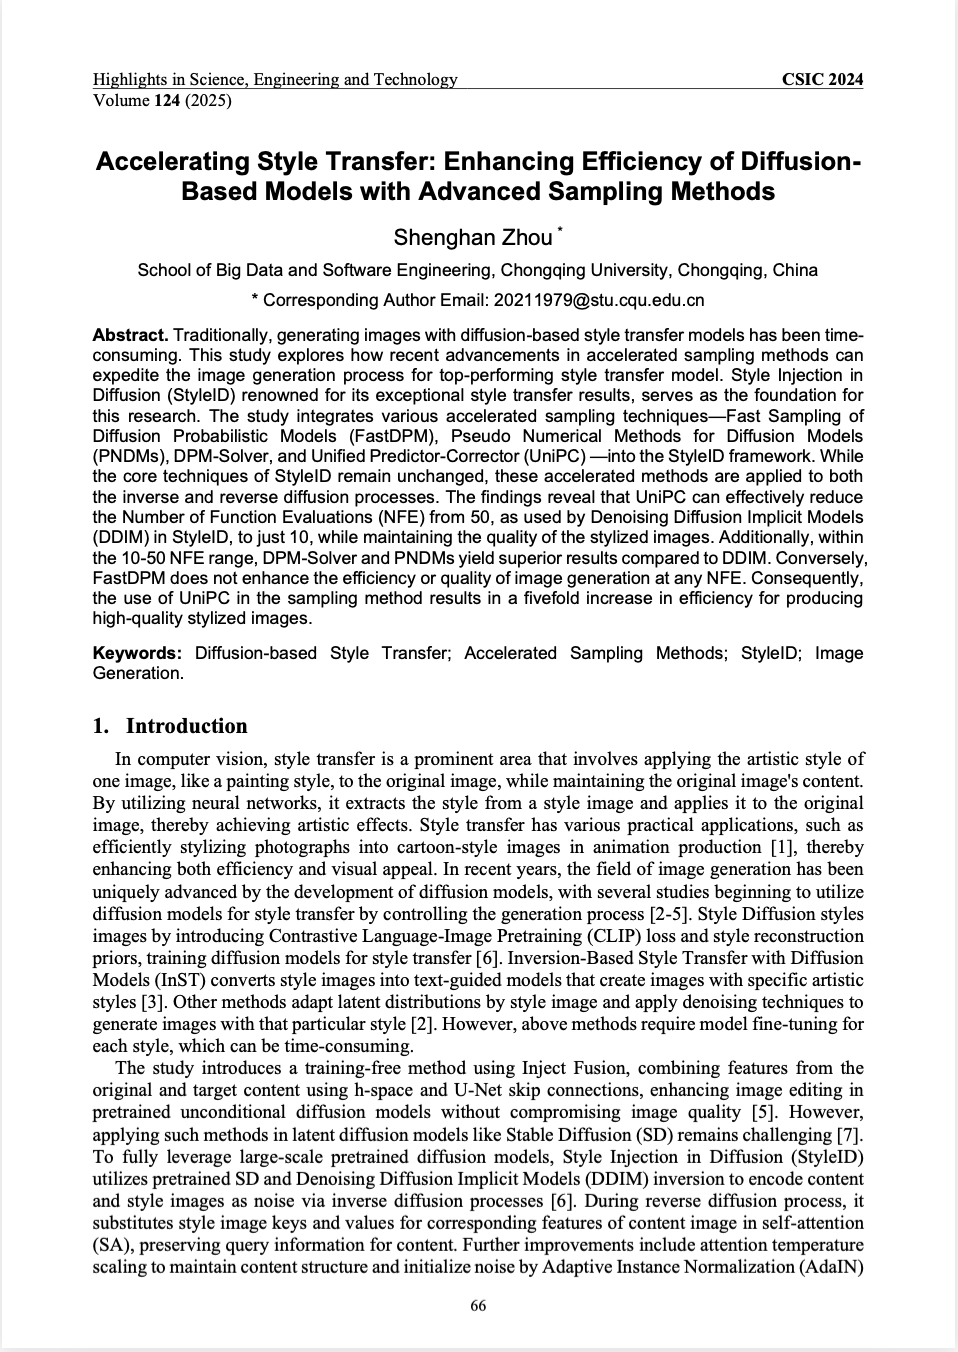 Highlights in Science, Engineering and Technology CSIC 2024
Volume 124 (2025)
Accelerating Style Transfer: Enhancing Efficiency of Diffusion-
Based Models with Advanced Sampling Methods
Shenghan Zhou *
School of Big Data and Software Engineering, Chongqing University, Chongqing, China
* Corresponding Author Email: 20211979@stu.cqu.edu.cn
Abstract. Traditionally, generating images with diffusion-based style transfer models has been time-
consuming. This study explores how recent advancements in accelerated sampling methods can
expedite the image generation process for top-performing style transfer model. Style Injection in
Diffusion (StyleID) renowned for its exceptional style transfer results, serves as the foundation for
this research. The study integrates various accelerated sampling techniques—Fast Sampling of
Diffusion Probabilistic Models (FastDPM), Pseudo Numerical Methods for Diffusion Models
(PNDMs), DPM-Solver, and Unified Predictor-Corrector (UniPC) —into the StyleID framework. While
the core techniques of StyleID remain unchanged, these accelerated methods are applied to both
the inverse and reverse diffusion processes. The findings reveal that UniPC can effectively reduce
the Number of Function Evaluations (NFE) from 50, as used by Denoising Diffusion Implicit Models
(DDIM) in StyleID, to just 10, while maintaining the quality of the stylized images. Additionally, within
the 10-50 NFE range, DPM-Solver and PNDMs yield superior results compared to DDIM. Conversely,
FastDPM does not enhance the efficiency or quality of image generation at any NFE. Consequently,
the use of UniPC in the sampling method results in a fivefold increase in efficiency for producing
high-quality stylized images.
Keywords: Diffusion-based Style Transfer; Accelerated Sampling Methods; StyleID; Image
Generation.
1. Introduction
In computer vision, style transfer is a prominent area that involves applying the artistic style of
one image, like a painting style, to the original image, while maintaining the original image's content.
By utilizing neural networks, it extracts the style from a style image and applies it to the original
image, thereby achieving artistic effects. Style transfer has various practical applications, such as
efficiently stylizing photographs into cartoon-style images in animation production [1], thereby
enhancing both efficiency and visual appeal. In recent years, the field of image generation has been
uniquely advanced by the development of diffusion models, with several studies beginning to utilize
diffusion models for style transfer by controlling the generation process [2-5]. Style Diffusion styles
images by introducing Contrastive Language-Image Pretraining (CLIP) loss and style reconstruction
priors, training diffusion models for style transfer [6]. Inversion-Based Style Transfer with Diffusion
Models (InST) converts style images into text-guided models that create images with specific artistic
styles [3]. Other methods adapt latent distributions by style image and apply denoising techniques to
generate images with that particular style [2]. However, above methods require model fine-tuning for
each style, which can be time-consuming.
The study introduces a training-free method using Inject Fusion, combining features from the
original and target content using h-space and U-Net skip connections, enhancing image editing in
pretrained unconditional diffusion models without compromising image quality [5]. However,
applying such methods in latent diffusion models like Stable Diffusion (SD) remains challenging [7].
To fully leverage large-scale pretrained diffusion models, Style Injection in Diffusion (StyleID)
utilizes pretrained SD and Denoising Diffusion Implicit Models (DDIM) inversion to encode content
and style images as noise via inverse diffusion processes [6]. During reverse diffusion process, it
substitutes style image keys and values for corresponding features of content image in self-attention
(SA), preserving query information for content. Further improvements include attention temperature
scaling to maintain content structure and initialize noise by Adaptive Instance Normalization (AdaIN)
66